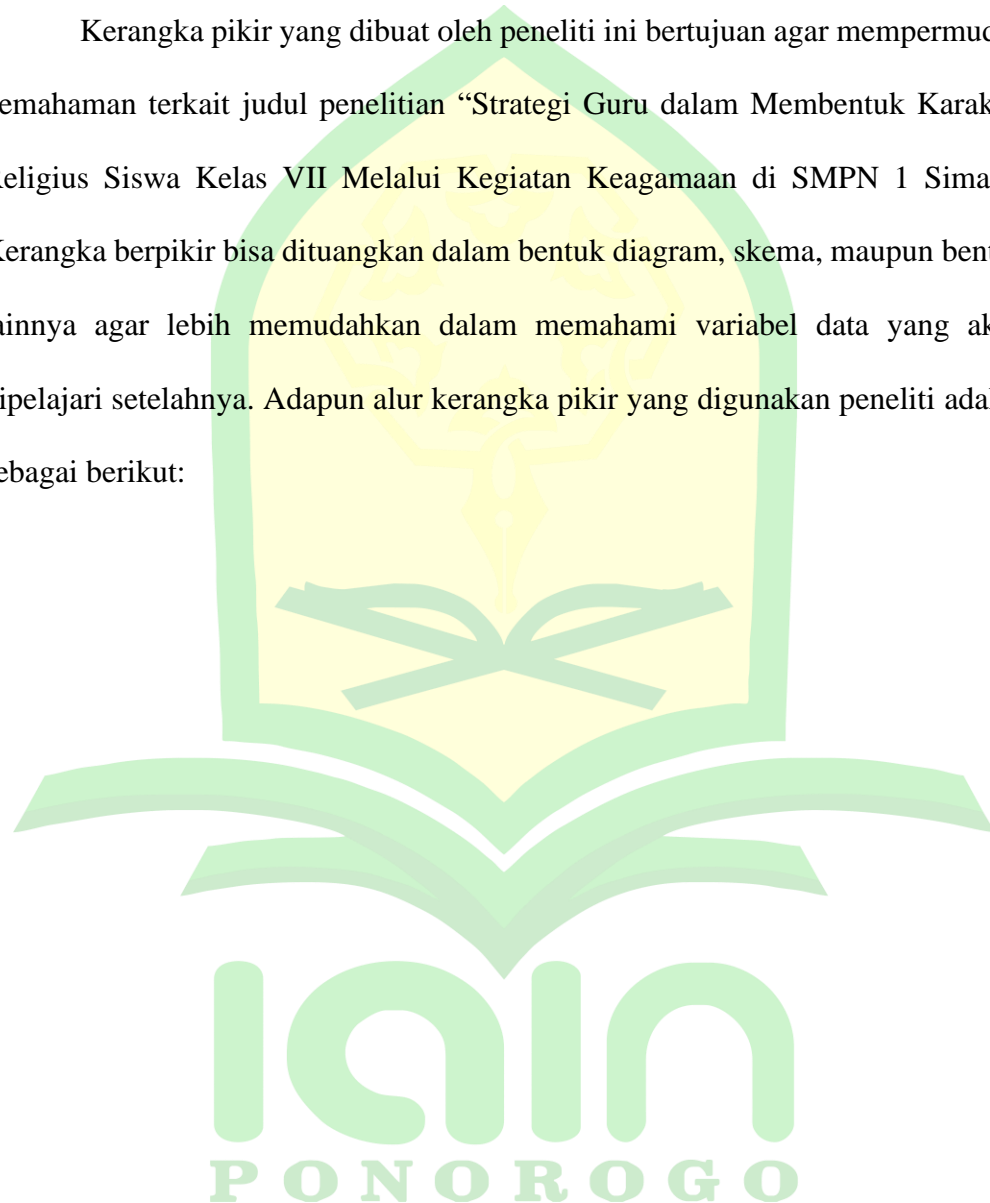 Kerangka pikir yang dibuat oleh peneliti ini bertujuan agar mempermud
emahaman terkait judul penelitian “Strategi Guru dalam Membentuk Karak
Religius Siswa Kelas VII Melalui Kegiatan Keagamaan di SMPN 1 Sima
Kerangka berpikir bisa dituangkan dalam bentuk diagram, skema, maupun bent
ainnya agar lebih memudahkan dalam memahami variabel data yang ak
ipelajari setelahnya. Adapun alur kerangka pikir yang digunakan peneliti adal
ebagai berikut:
IAIN
PONOROGO